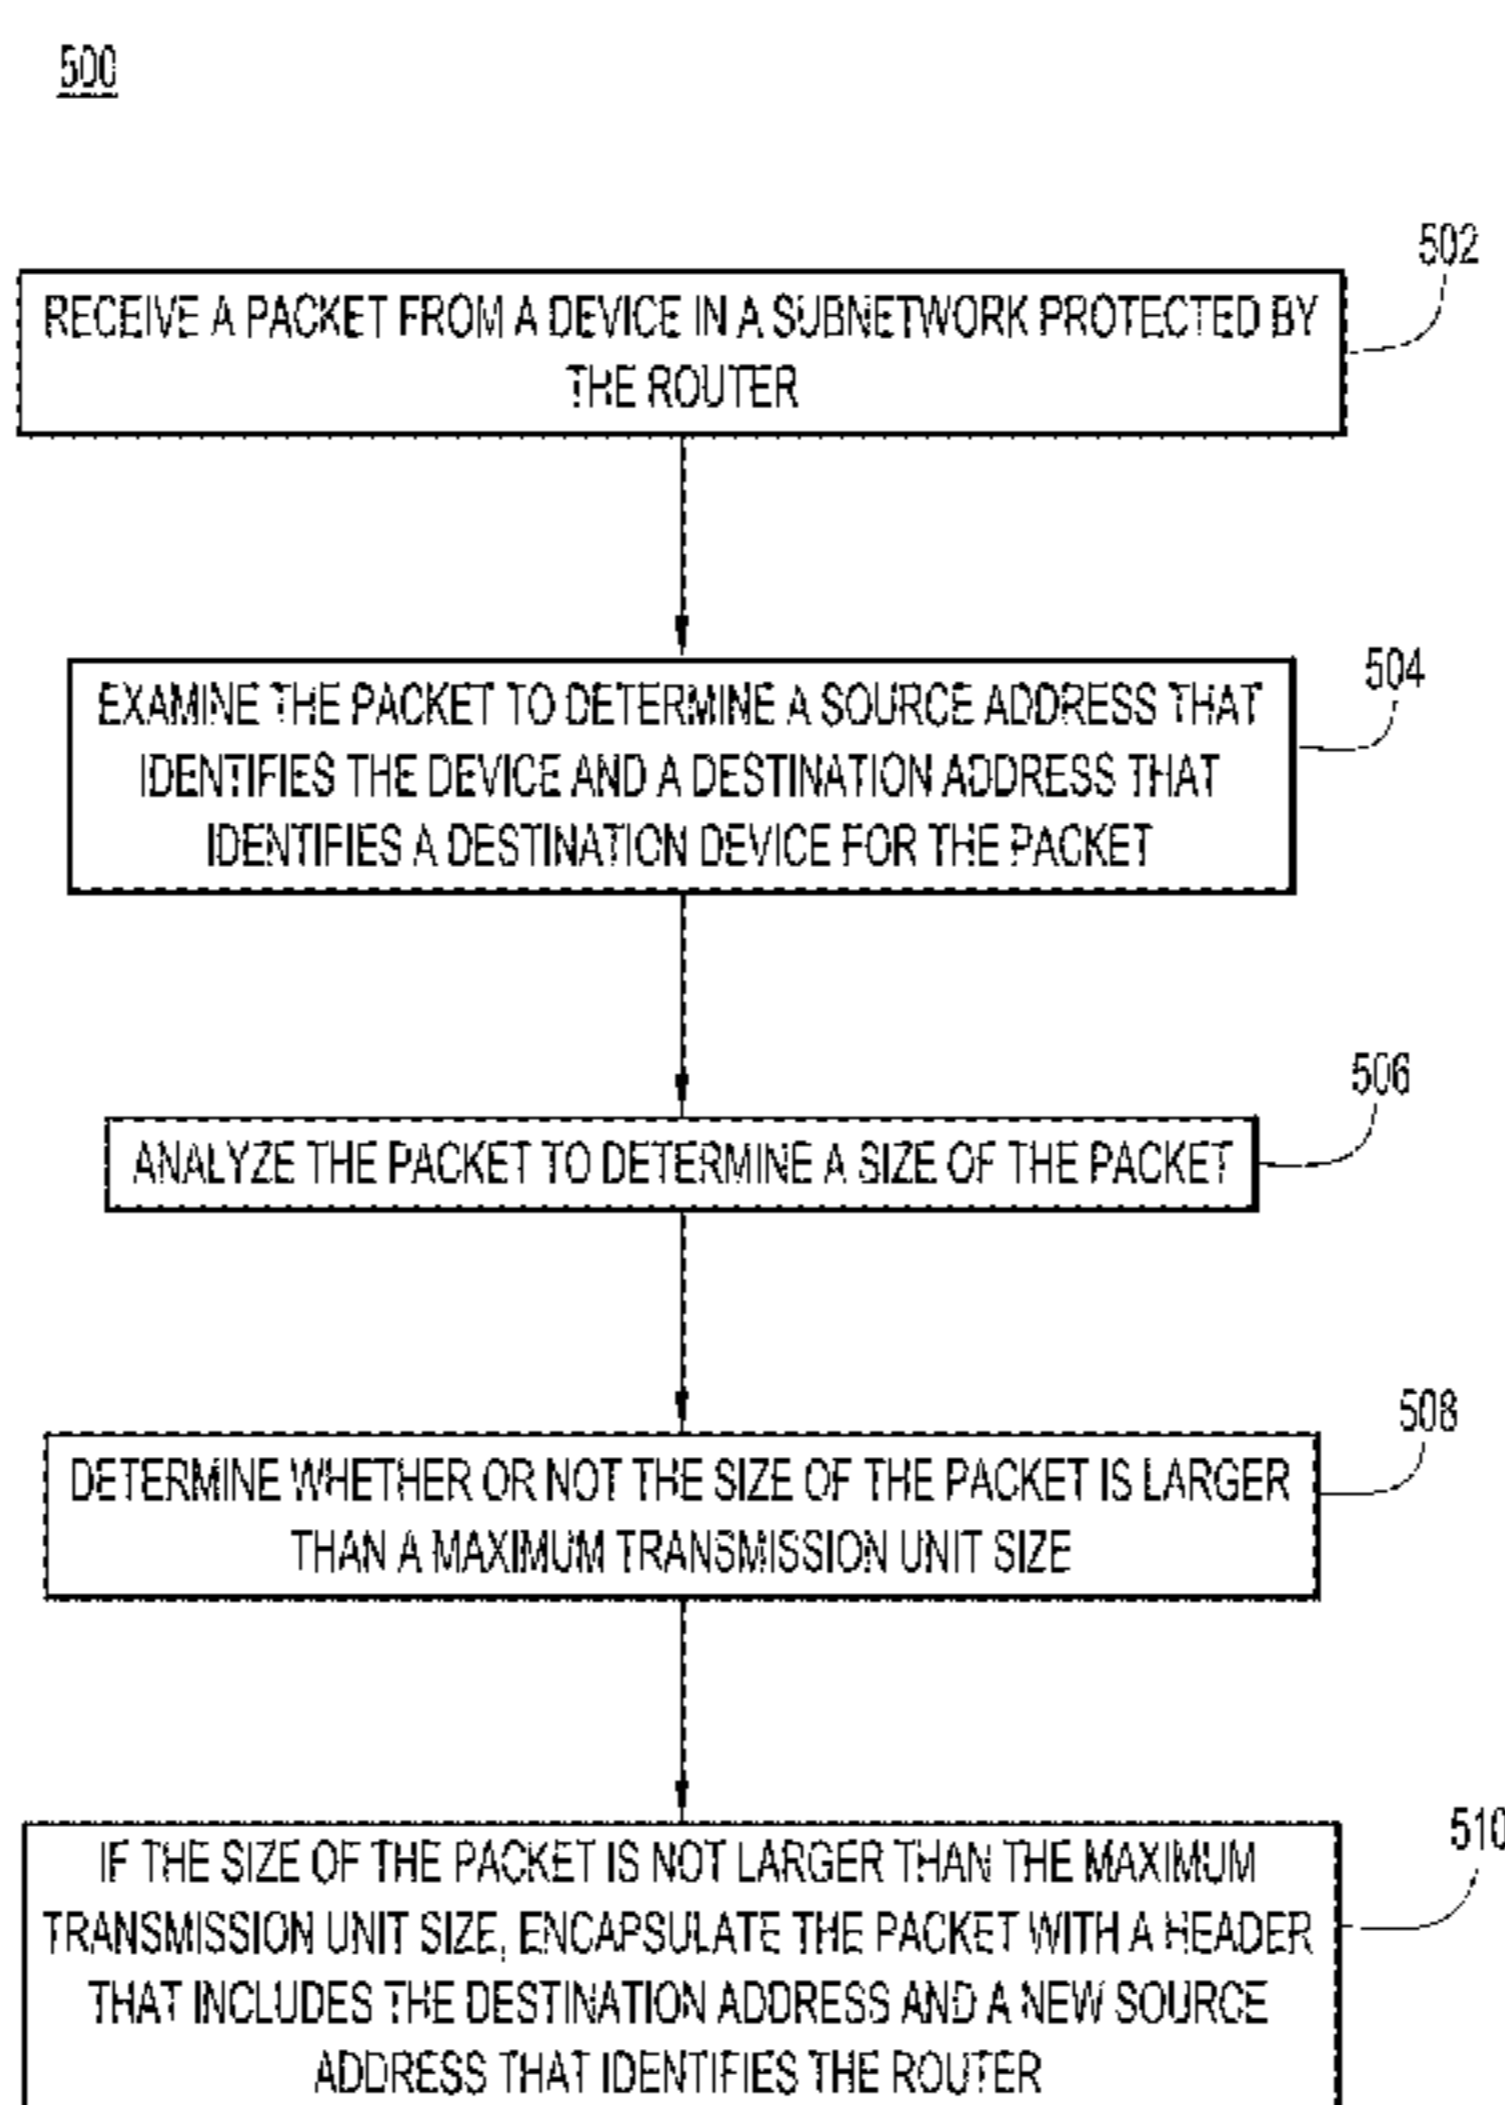 500
502
RECEIVE A PACKET FROM A DEVICE IN A SUBNETWORK PROTECTED BY
THE ROUTER
504
EXAMINE THE PACKET TO DETERMINE A SOURCE ADDRESS THAT
IDENTIFIES THE DEVICE AND A DESTINATION ADDRESS THAT
IDENTIFIES A DESTINATION DEVICE FOR THE PACKET
506
ANALYZE THE PACKET TO DETERMINE A SIZE OF THE PACKET
508
DETERMINE WHETHER OR NOT THE SIZE OF THE PACKET IS LARGER
THAN A MAXIMUM TRANSMISSION UNIT SIZE
510
IF THE SIZE OF THE PACKET IS NOT LARGER THAN THE MAXIMUM
TRANSMISSION UNIT SIZE, ENCAPSULATE THE PACKET WITH A HEADER
THAT INCLUDES THE DESTINATION ADDRESS AND A NEW SOURCE
ADDRESS THAT IDENTIFIES THE ROUTER